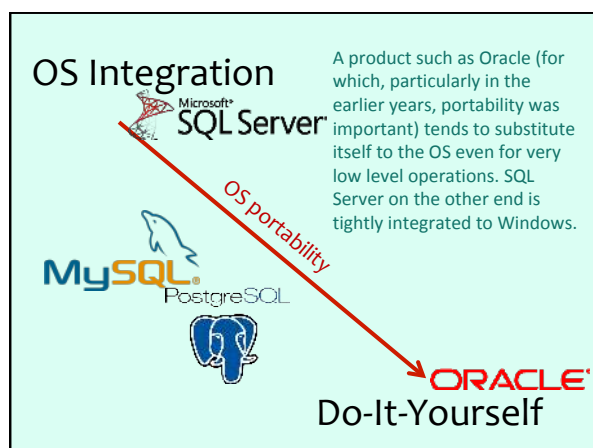 OS Integration
Microsoft®
SQL Server
A product such as Oracle (for
which, particularly in the
earlier years, portability was
important) tends to substitute
itself to the OS even for very
low level operations. SQL
Server on the other end is
tightly integrated to Windows.
OS portability
MySQL®
PostgreSQL
ORACLE®
Do-It-Yourself